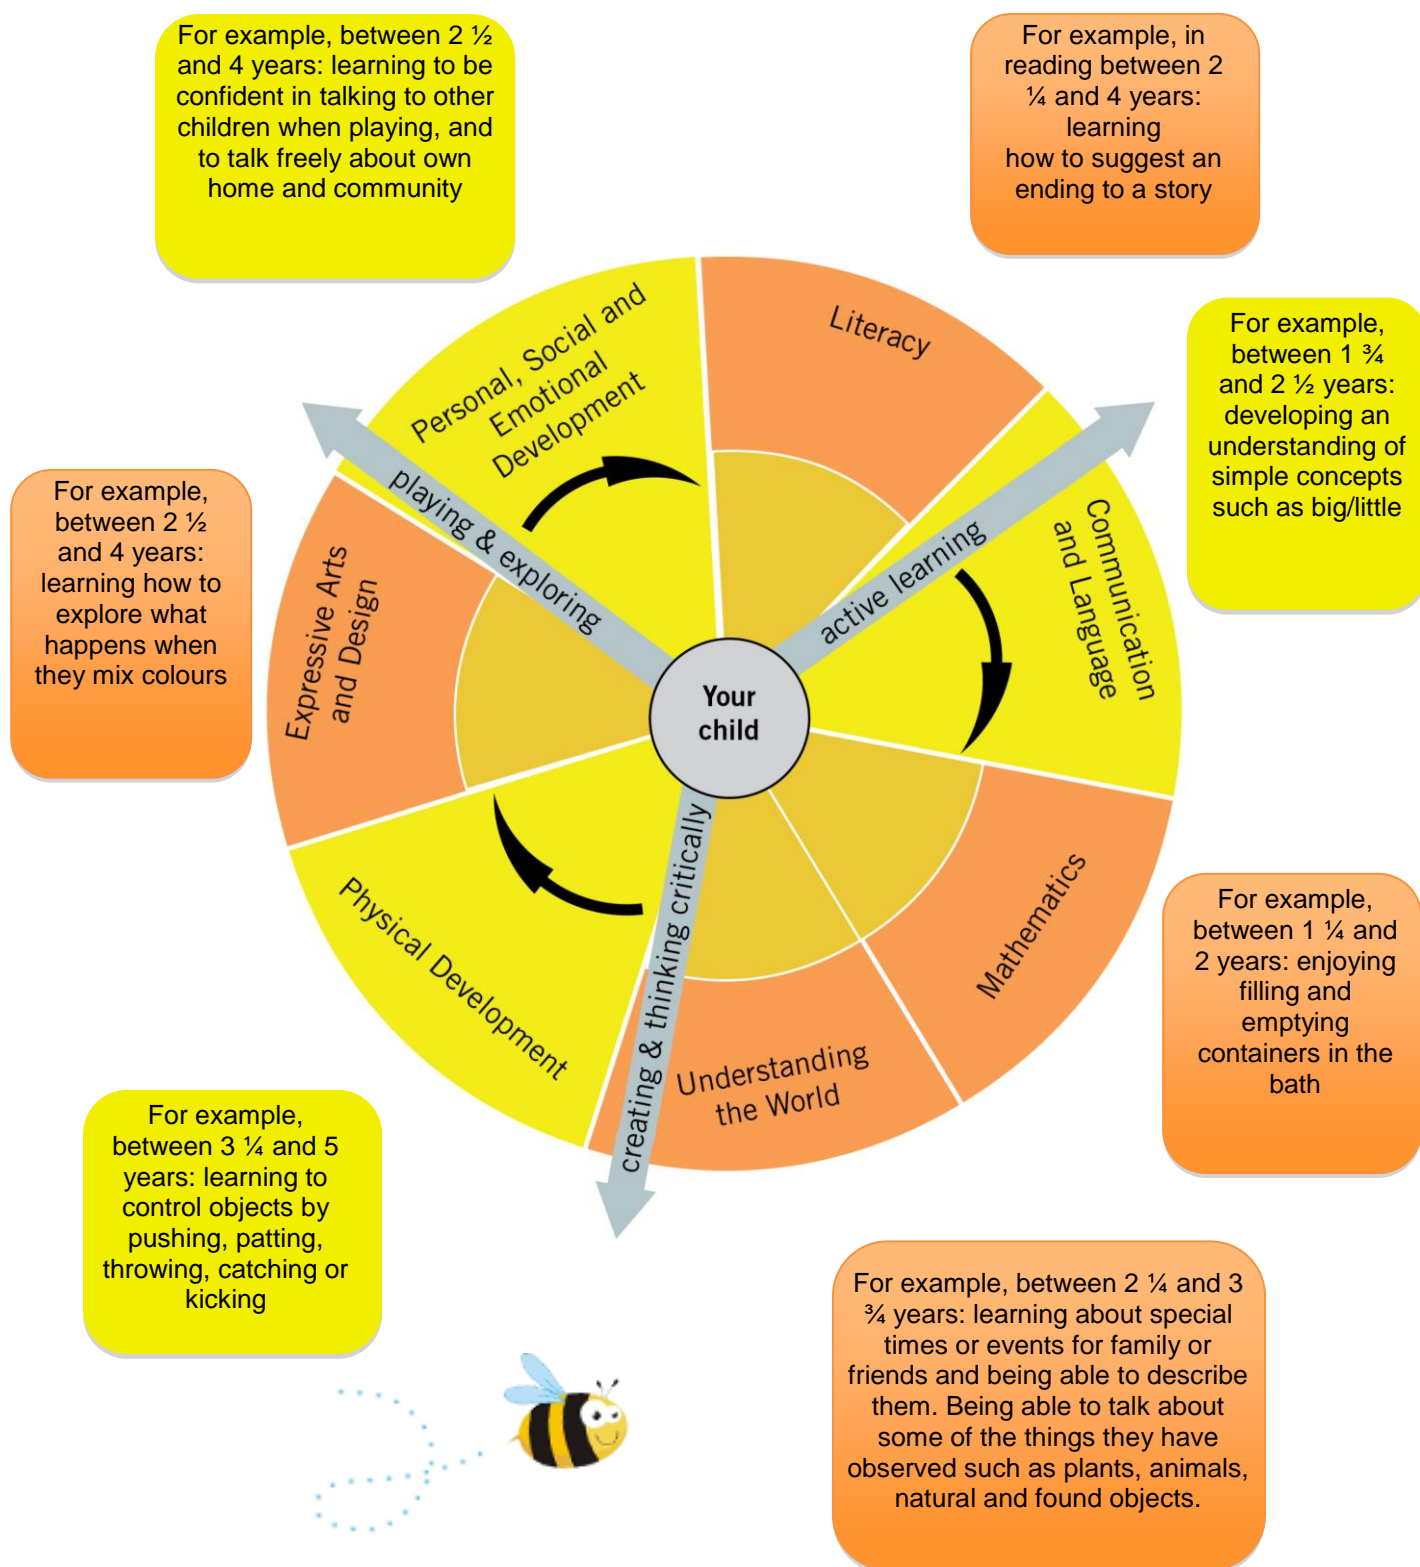 For example, between 2 ½
and 4 years: learning to be
confident in talking to other
children when playing, and
to talk freely about own
home and community
For example, in
reading between 2
¼ and 4 years:
learning
how to suggest an
ending to a story
For example,
between 1 ¾
and 2 ½ years:
developing an
understanding of
simple concepts
such as big/little
For example,
between 2 ½
and 4 years:
learning how to
explore what
happens when
they mix colours
Personal, Social and
Emotional
Development
Literacy
Communication
and Language
playing & exploring
active learning
Expressive Arts
and Design
Your
child
creating & thinking critically
Physical Development
Understanding
the World
Mathematics
For example,
between 1 ¼ and
2 years: enjoying
filling and
emptying
containers in the
bath
For example,
between 3 ¼ and 5
years: learning to
control objects by
pushing, patting,
throwing, catching or
kicking
For example, between 2 ¼ and 3
¾ years: learning about special
times or events for family or
friends and being able to describe
them. Being able to talk about
some of the things they have
observed such as plants, animals,
natural and found objects.